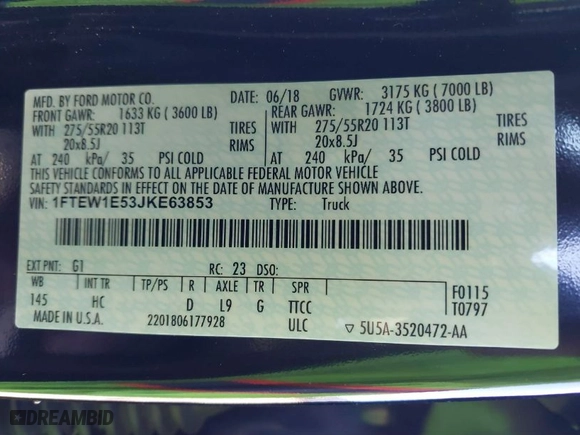 MFD. BY FORD MOTOR CO. DATE: 06/18 GVWR: 3175 KG ( 7000 LB)
FRONT GAWR: 1633 KG ( 3600 LB) REAR GAWR: 1724 KG ( 3800 LB)
WITH 275/55R20 113T TIRES WITH 275/55R20 113T TIRES
20x8.5J RIMS 20x8.5J RIMS
AT 240 kPa/ 35 PSI COLD AT 240 kPa/ 35 PSI COLD
THIS VEHICLE CONFORMS TO ALL APPLICABLE FEDERAL MOTOR VEHICLE
SAFETY STANDARDS IN EFFECT ON THE DATE OF MANUFACTURE SHOWN ABOVE.
VIN: 1FTEW1E53JKE63853 TYPE: Truck
EXT PNT: G1 RC: 23 DSO:
WB INT TR TP/PS R AXLE TR SPR F0115
145 HC D L9 G TTCC T0797
MADE IN U.S.A. 2201806177928 ULC ▽ 5U5A-3520472-AA
DREAMBID